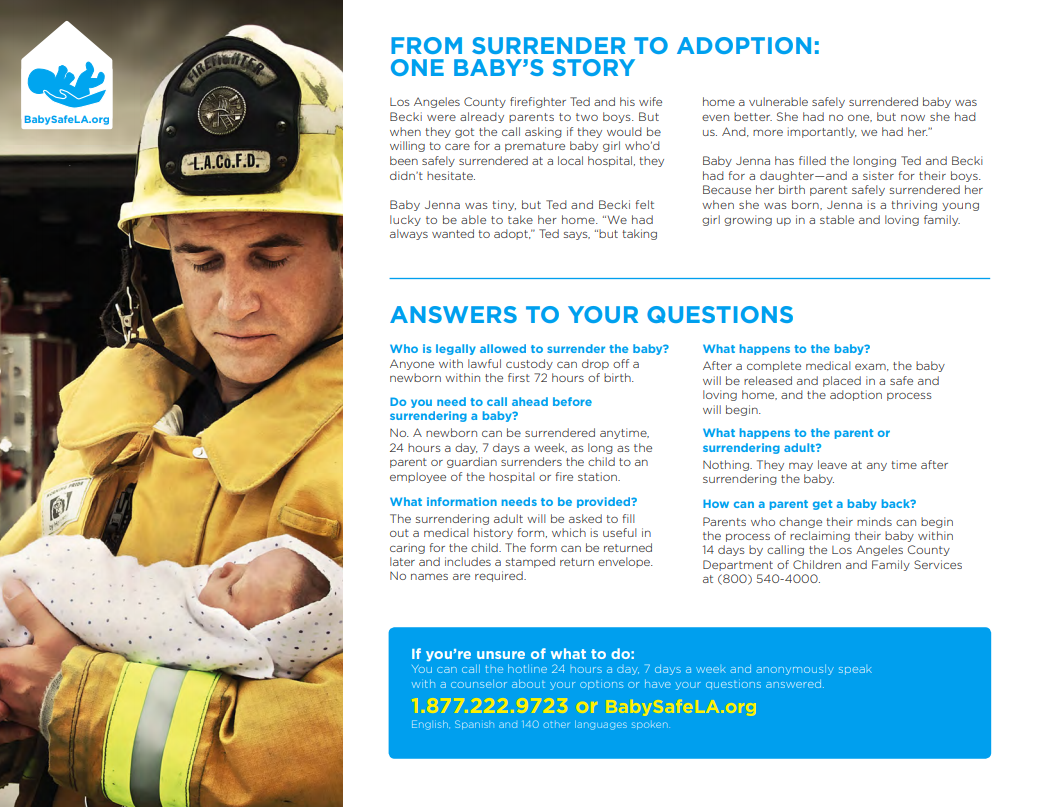 BabySafeLA.org
FIREFIGHTER
L.A.Co.F.D.
FROM SURRENDER TO ADOPTION:
ONE BABY'S STORY
Los Angeles County firefighter Ted and his wife
Becki were already parents to two boys. But
when they got the call asking if they would be
willing to care for a premature baby girl who'd
been safely surrendered at a local hospital, they
didn't hesitate.
Baby Jenna was tiny, but Ted and Becki felt
lucky to be able to take her home. “We had
always wanted to adopt,” Ted says, “but taking
home a vulnerable safely surrendered baby was
even better. She had no one, but now she had
us. And, more importantly, we had her.”
Baby Jenna has filled the longing Ted and Becki
had for a daughter—and a sister for their boys.
Because her birth parent safely surrendered her
when she was born, Jenna is a thriving young
girl growing up in a stable and loving family.
ANSWERS TO YOUR QUESTIONS
Who is legally allowed to surrender the baby?
Anyone with lawful custody can drop off a
newborn within the first 72 hours of birth.
Do you need to call ahead before
surrendering a baby?
No. A newborn can be surrendered anytime,
24 hours a day, 7 days a week, as long as the
parent or guardian surrenders the child to an
employee of the hospital or fire station.
What information needs to be provided?
The surrendering adult will be asked to fill
out a medical history form, which is useful in
caring for the child. The form can be returned
later and includes a stamped return envelope.
No names are required.
What happens to the baby?
After a complete medical exam, the baby
will be released and placed in a safe and
loving home, and the adoption process
will begin.
What happens to the parent or
surrendering adult?
Nothing. They may leave at any time after
surrendering the baby.
How can a parent get a baby back?
Parents who change their minds can begin
the process of reclaiming their baby within
14 days by calling the Los Angeles County
Department of Children and Family Services
at (800) 540-4000.
If you're unsure of what to do:
You can call the hotline 24 hours a day, 7 days a week and anonymously speak
with a counselor about your options or have your questions answered.
1.877.222.9723 or BabySafeLA.org
English, Spanish and 140 other languages spoken.